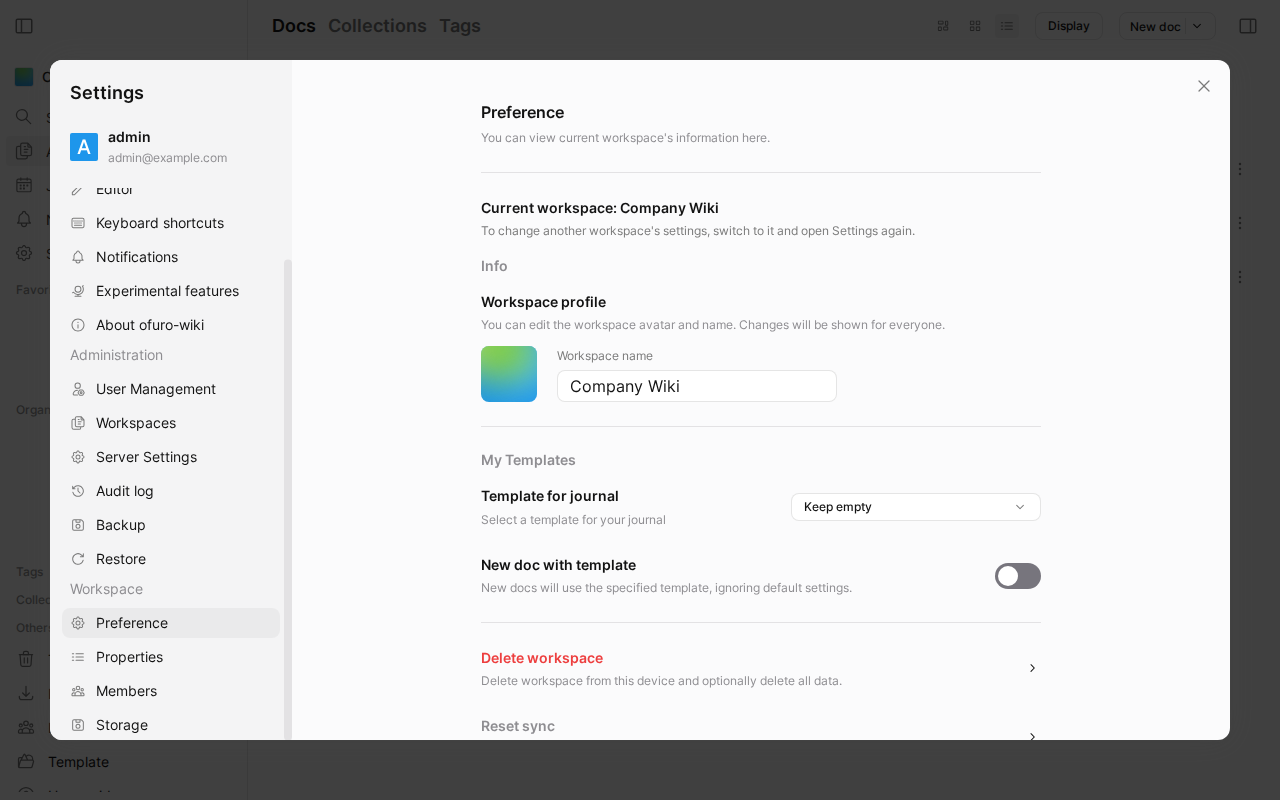 Docs Collections Tags
Display
New doc
Settings
A
admin
admin@example.com
Editor
Keyboard shortcuts
Notifications
Experimental features
About ofuro-wiki
Administration
User Management
Workspaces
Server Settings
Audit log
Backup
Restore
Workspace
Preference
Properties
Members
Storage
Preference
You can view current workspace's information here.
Current workspace: Company Wiki
To change another workspace's settings, switch to it and open Settings again.
Info
Workspace profile
You can edit the workspace avatar and name. Changes will be shown for everyone.
Workspace name
Company Wiki
My Templates
Template for journal
Select a template for your journal
Keep empty
New doc with template
New docs will use the specified template, ignoring default settings.
Delete workspace
Delete workspace from this device and optionally delete all data.
Reset sync
Tags
Template